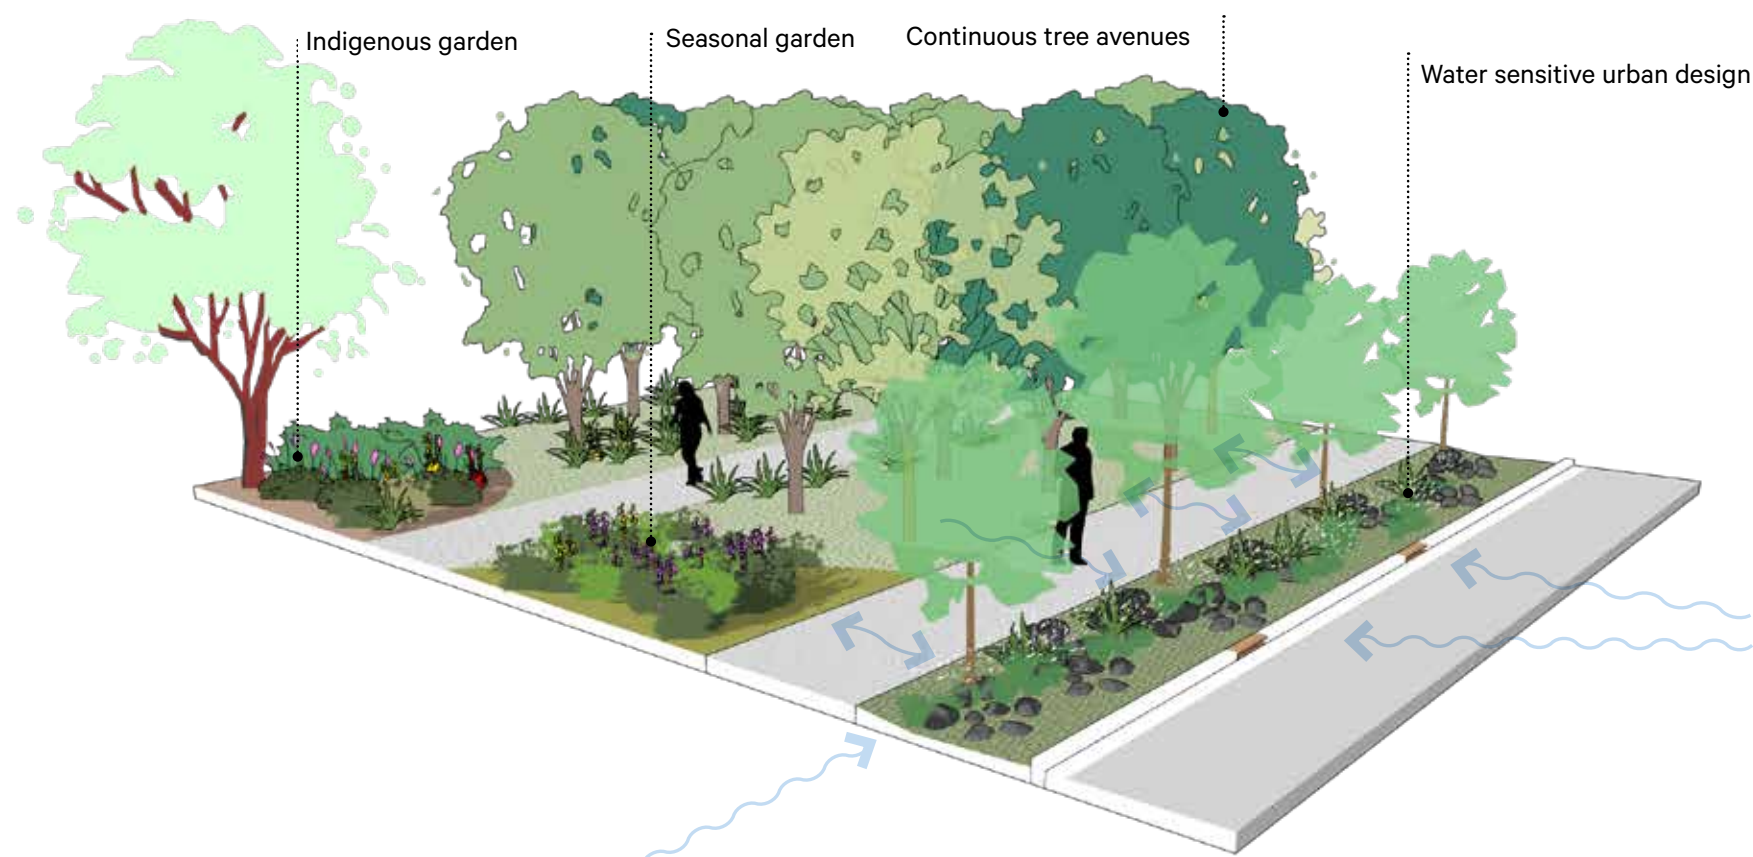 Indigenous garden
Seasonal garden
Continuous tree avenues
Water sensitive urban design